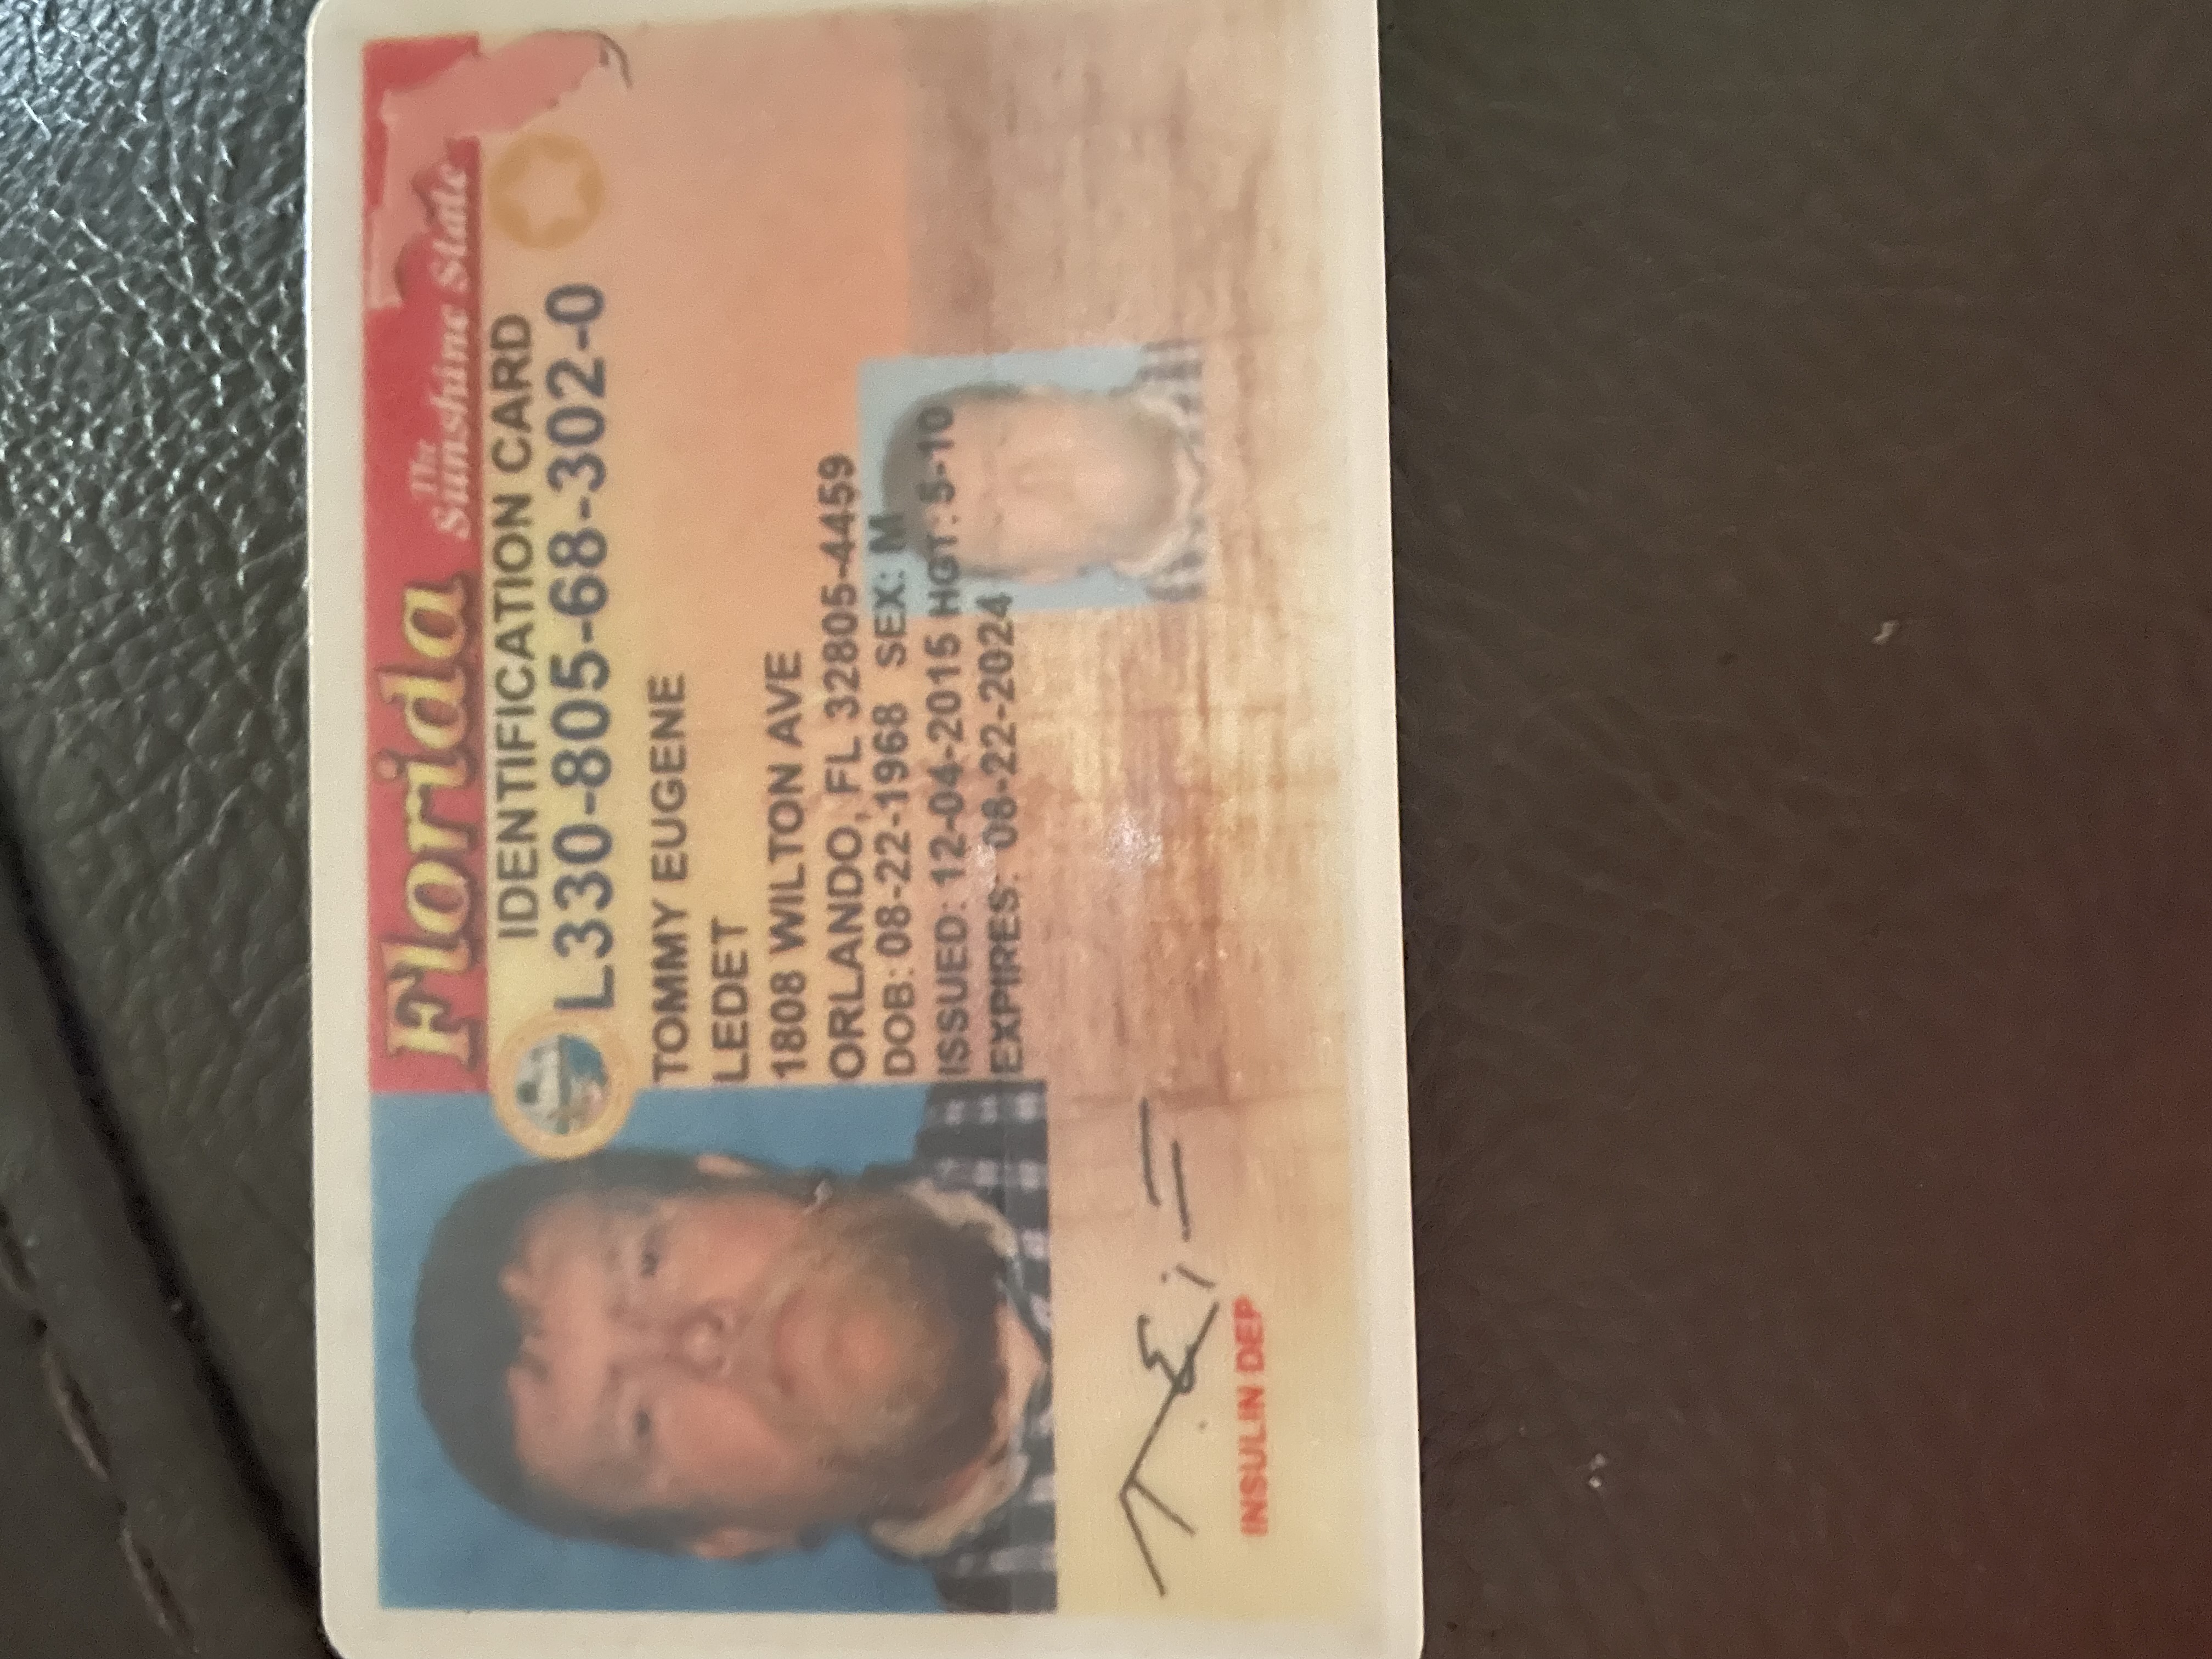 Florida
The
Sunshine State
IDENTIFICATION CARD
L330-805-68-302-0
TOMMY EUGENE
LEDET
1808 WILTON AVE
ORLANDO, FL 32805-4459
DOB: 08-22-1968 SEX: M
ISSUED: 12-04-2015 HGT: 5-10
EXPIRES: 08-22-2024
INSULIN DEP